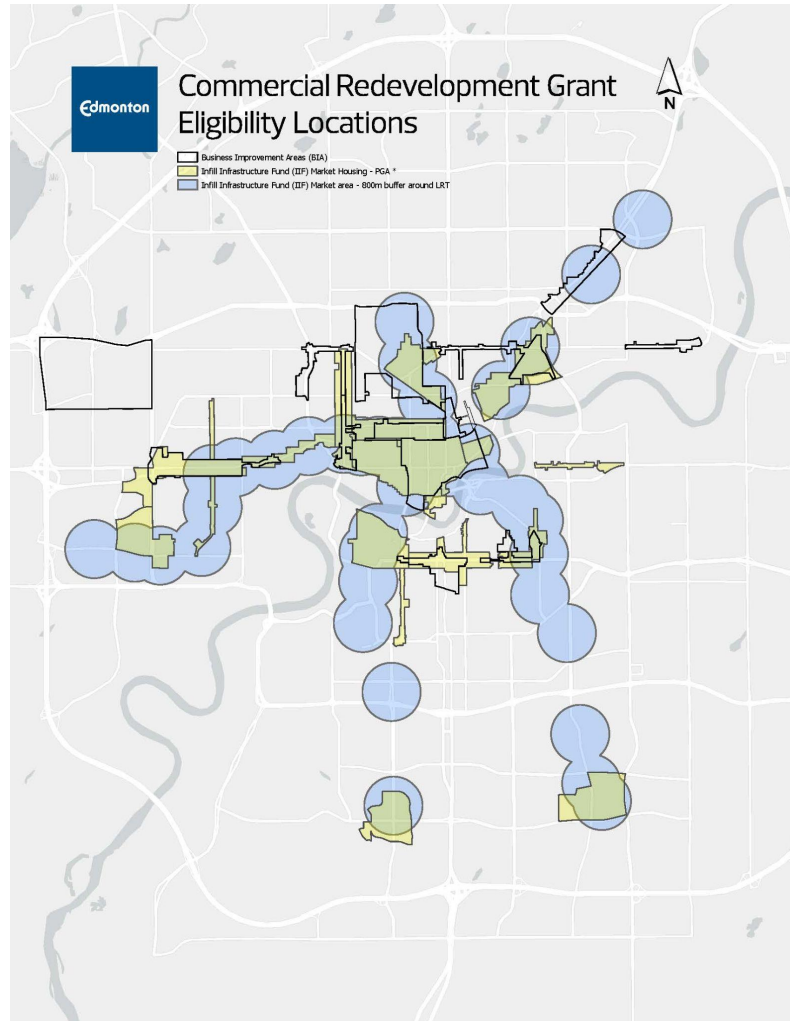 Edmonton
Commercial Redevelopment Grant
Eligibility Locations
N
Business Improvement Areas (BIA)
Infill Infrastructure Fund (IIF) Market Housing - PGA *
Infill Infrastructure Fund (IIF) Market area - 800m buffer around LRT